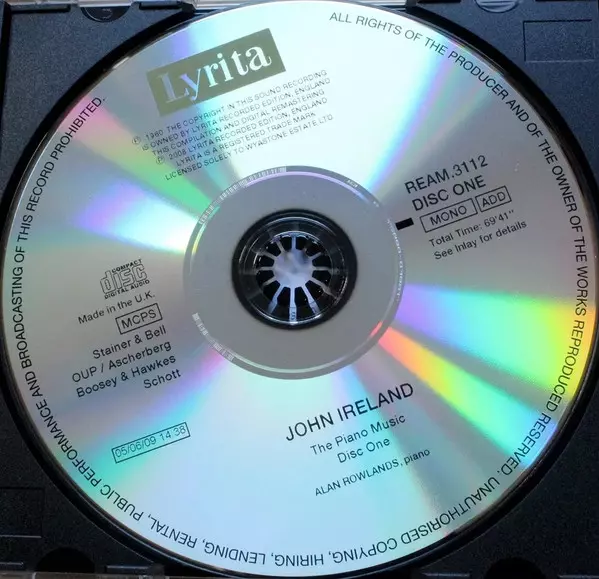 Lyrita
Ⓟ 1960 THE COPYRIGHT IN THIS SOUND RECORDING
IS OWNED BY LYRITA RECORDED EDITION, ENGLAND
THIS COMPILATION AND DIGITAL REMASTERING
Ⓟ 2008 LYRITA RECORDED EDITION, ENGLAND
LYRITA IS A REGISTERED TRADE MARK
LICENSED SOLELY TO WYASTONE ESTATE LTD
REAM.3112
DISC ONE
MONO ADD
Total Time: 69'41"
See Inlay for details
COMPACT
disc
DIGITAL AUDIO
Made in the U.K.
MCPS
Stainer & Bell
OUP / Ascherberg
Boosey & Hawkes
Schott
05/06/09 14:38
JOHN IRELAND
The Piano Music
Disc One
ALAN ROWLANDS, piano
ALL RIGHTS OF THE PRODUCER AND OF THE OWNER OF THE WORKS REPRODUCED RESERVED. UNAUTHORISED COPYING, HIRING, LENDING, RENTAL, PUBLIC PERFORMANCE AND BROADCASTING OF THIS RECORD PROHIBITED.